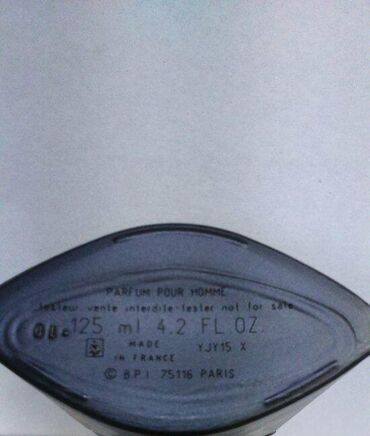 PARFUM POUR HOMME
testeur vente interdite-tester not for sale
125 ml 4.2 FL.OZ.
MADE YJY15 X
IN FRANCE
© B.P.I 75116 PARIS